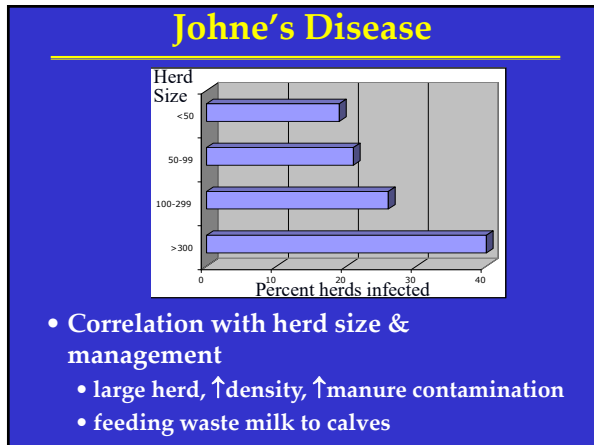 Johne's Disease
Herd
Size
<50
50-99
100-299
>300
0 10 20 30 40
Percent herds infected
• Correlation with herd size &
management
• large herd, ↑density, ↑manure contamination
• feeding waste milk to calves